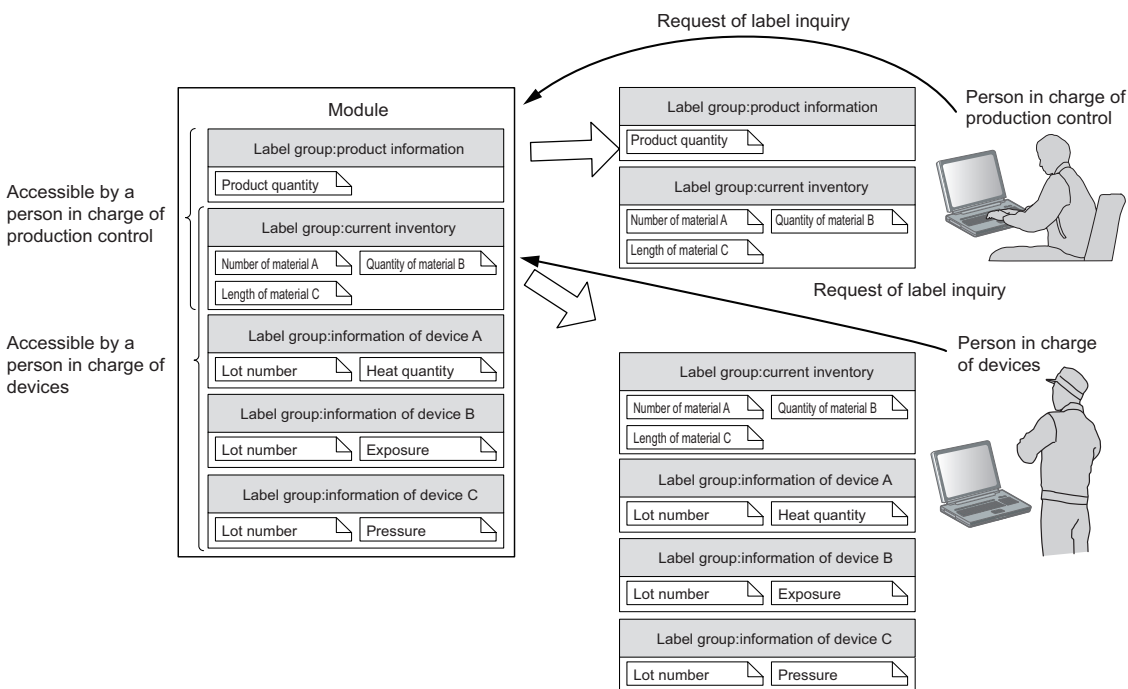 Request of label inquiry
Module
Label group:product information
Product quantity
Label group:current inventory
Number of material A
Quantity of material B
Length of material C
Label group:information of device A
Lot number
Heat quantity
Label group:information of device B
Lot number
Exposure
Label group:information of device C
Lot number
Pressure
Accessible by a
person in charge of
production control
Accessible by a
person in charge of
devices
Label group:product information
Product quantity
Label group:current inventory
Number of material A
Quantity of material B
Length of material C
Person in charge of
production control
Request of label inquiry
Person in charge
of devices
Label group:current inventory
Number of material A
Quantity of material B
Length of material C
Label group:information of device A
Lot number
Heat quantity
Label group:information of device B
Lot number
Exposure
Label group:information of device C
Lot number
Pressure